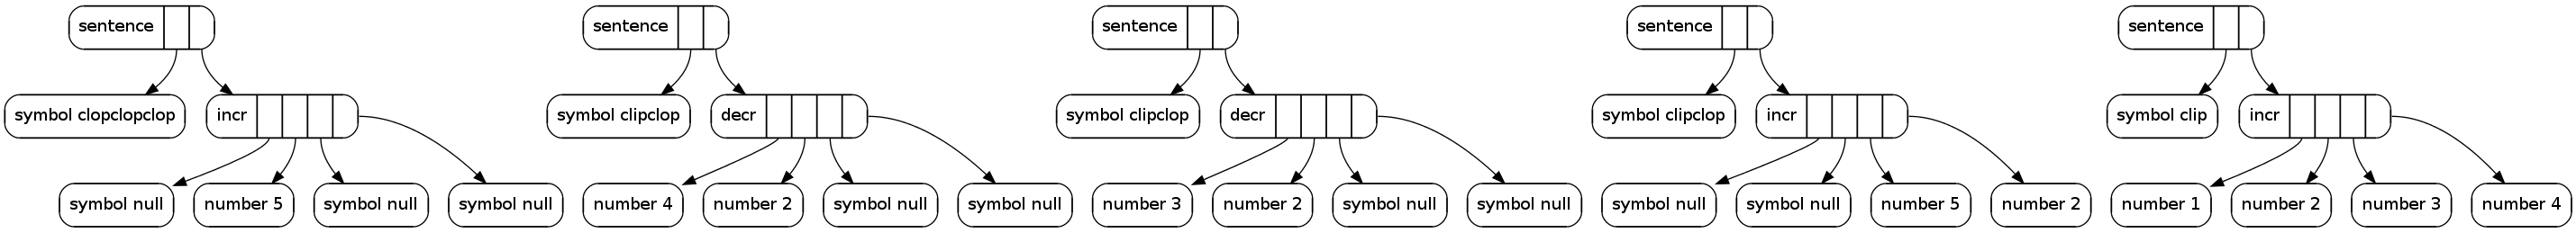 sentence sentence sentence sentence sentence
symbol clopclopclop incr symbol clipclop decr symbol clipclop decr symbol clipclop incr symbol clip incr
symbol null number 5 symbol null symbol null number 4 number 2 symbol null symbol null number 3 number 2 symbol null symbol null symbol null symbol null number 5 number 2 number 1 number 2 number 3 number 4